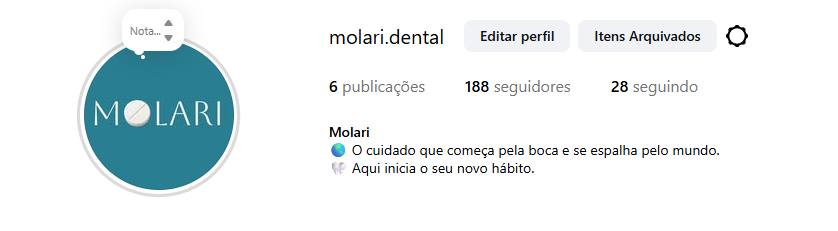 Nota...
MOLARI
molari.dental Editar perfil Itens Arquivados
6 publicações 188 seguidores 28 seguindo
Molari
🌎 O cuidado que começa pela boca e se espalha pelo mundo.
🦷 Aqui inicia o seu novo hábito.